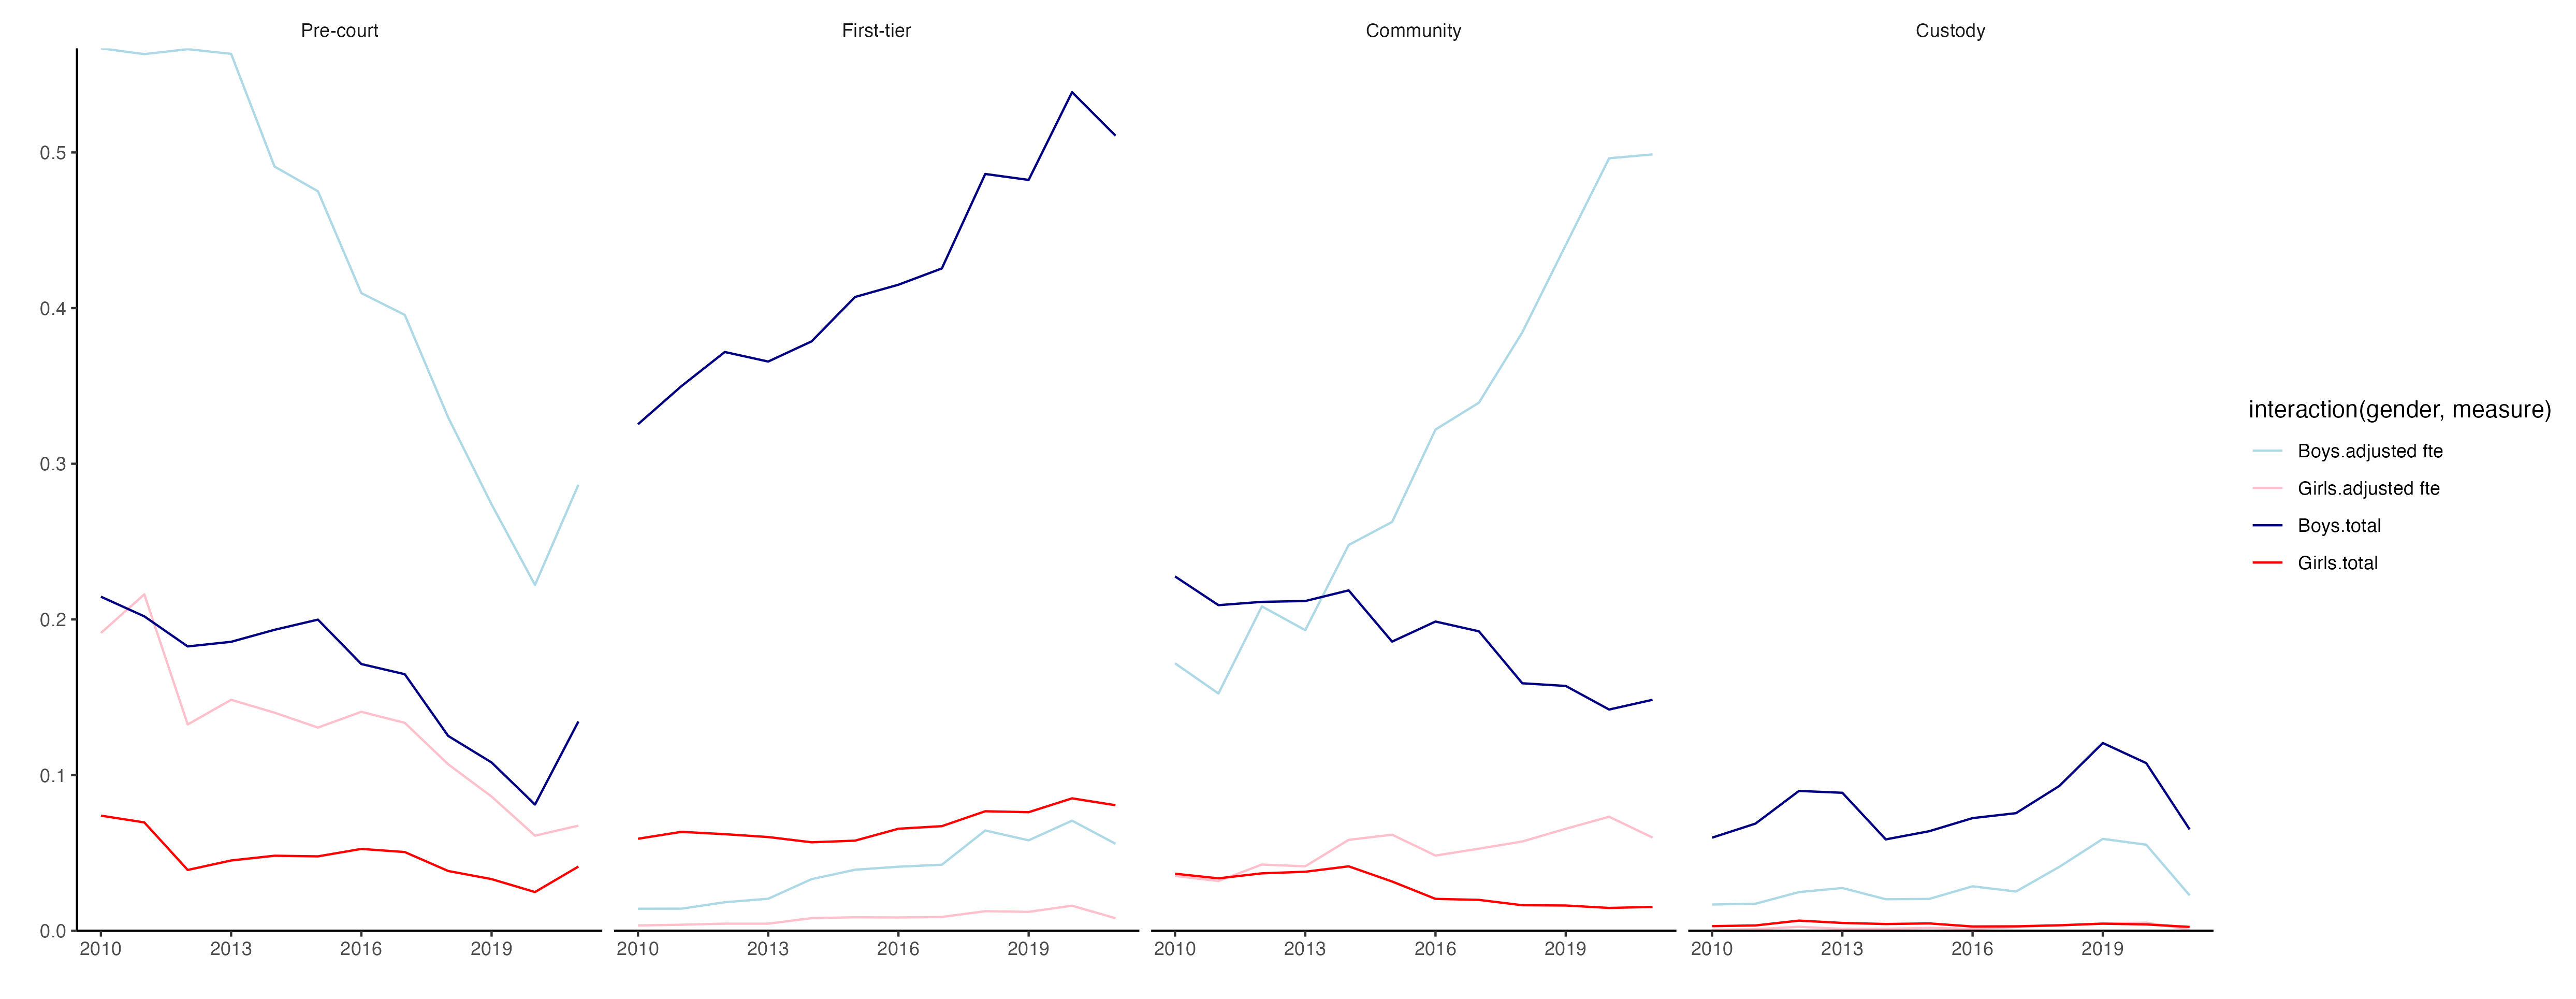 Pre-court
First-tier
Community
Custody
0.5
0.4
0.3
0.2
0.1
0.0
2010 2013 2016 2019
2010 2013 2016 2019
2010 2013 2016 2019
2010 2013 2016 2019
interaction(gender, measure)
Boys.adjusted fte
Girls.adjusted fte
Boys.total
Girls.total